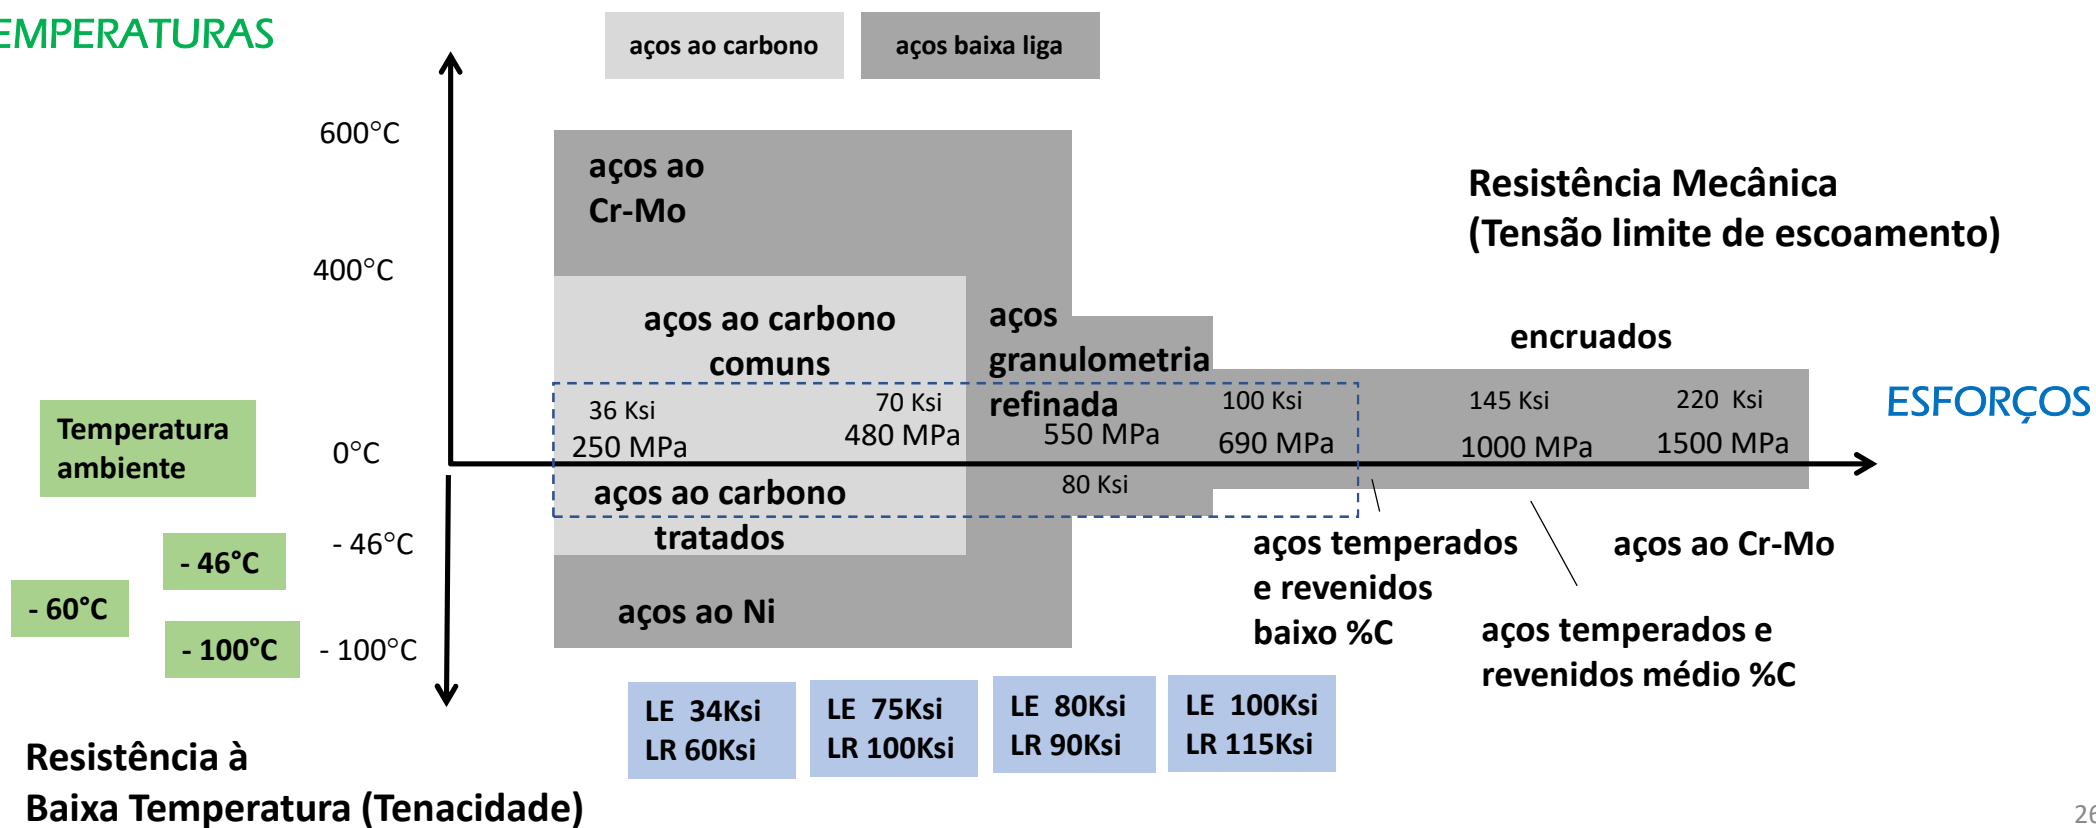 EMPERATURAS
aços ao carbono
aços baixa liga
600°C
aços ao
Cr-Mo
Resistência Mecânica
(Tensão limite de escoamento)
400°C
aços ao carbono
comuns
aços
granulometria
refinada
encruados
36 Ksi
250 MPa
70 Ksi
480 MPa
550 MPa
80 Ksi
100 Ksi
690 MPa
145 Ksi
1000 MPa
220 Ksi
1500 MPa
ESFORÇOS
Temperatura
ambiente
0°C
aços ao carbono
tratados
- 46°C
- 46°C
- 60°C
- 100°C
- 100°C
aços ao Ni
aços temperados
e revenidos
baixo %C
aços ao Cr-Mo
aços temperados e
revenidos médio %C
LE 34Ksi
LR 60Ksi
LE 75Ksi
LR 100Ksi
LE 80Ksi
LR 90Ksi
LE 100Ksi
LR 115Ksi
Resistência à
Baixa Temperatura (Tenacidade)
26